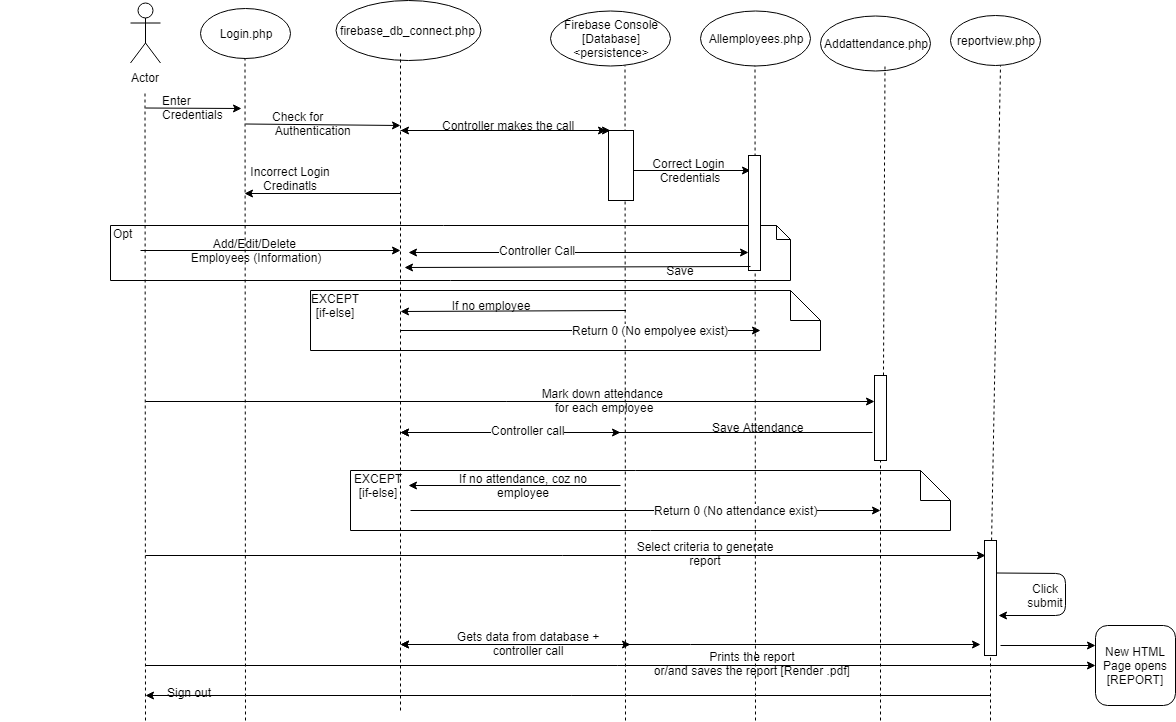 Actor
Login.php
firebase_db_connect.php
Firebase Console
[Database]
<persistence>
Allemployees.php
Addattendance.php
reportview.php
Enter
Credentials
Check for
Authentication
Controller makes the call
Correct Login
Credentials
Incorrect Login
Credinatls
Opt
Add/Edit/Delete
Employees (Information)
Controller Call
Save
EXCEPT
[if-else]
If no employee
Return 0 (No empolyee exist)
Mark down attendance
for each employee
Controller call
Save Attendance
EXCEPT
[if-else]
If no attendance, coz no
employee
Return 0 (No attendance exist)
Select criteria to generate
report
Click
submit
Gets data from database +
controller call
Prints the report
or/and saves the report [Render .pdf]
New HTML
Page opens
[REPORT]
Sign out